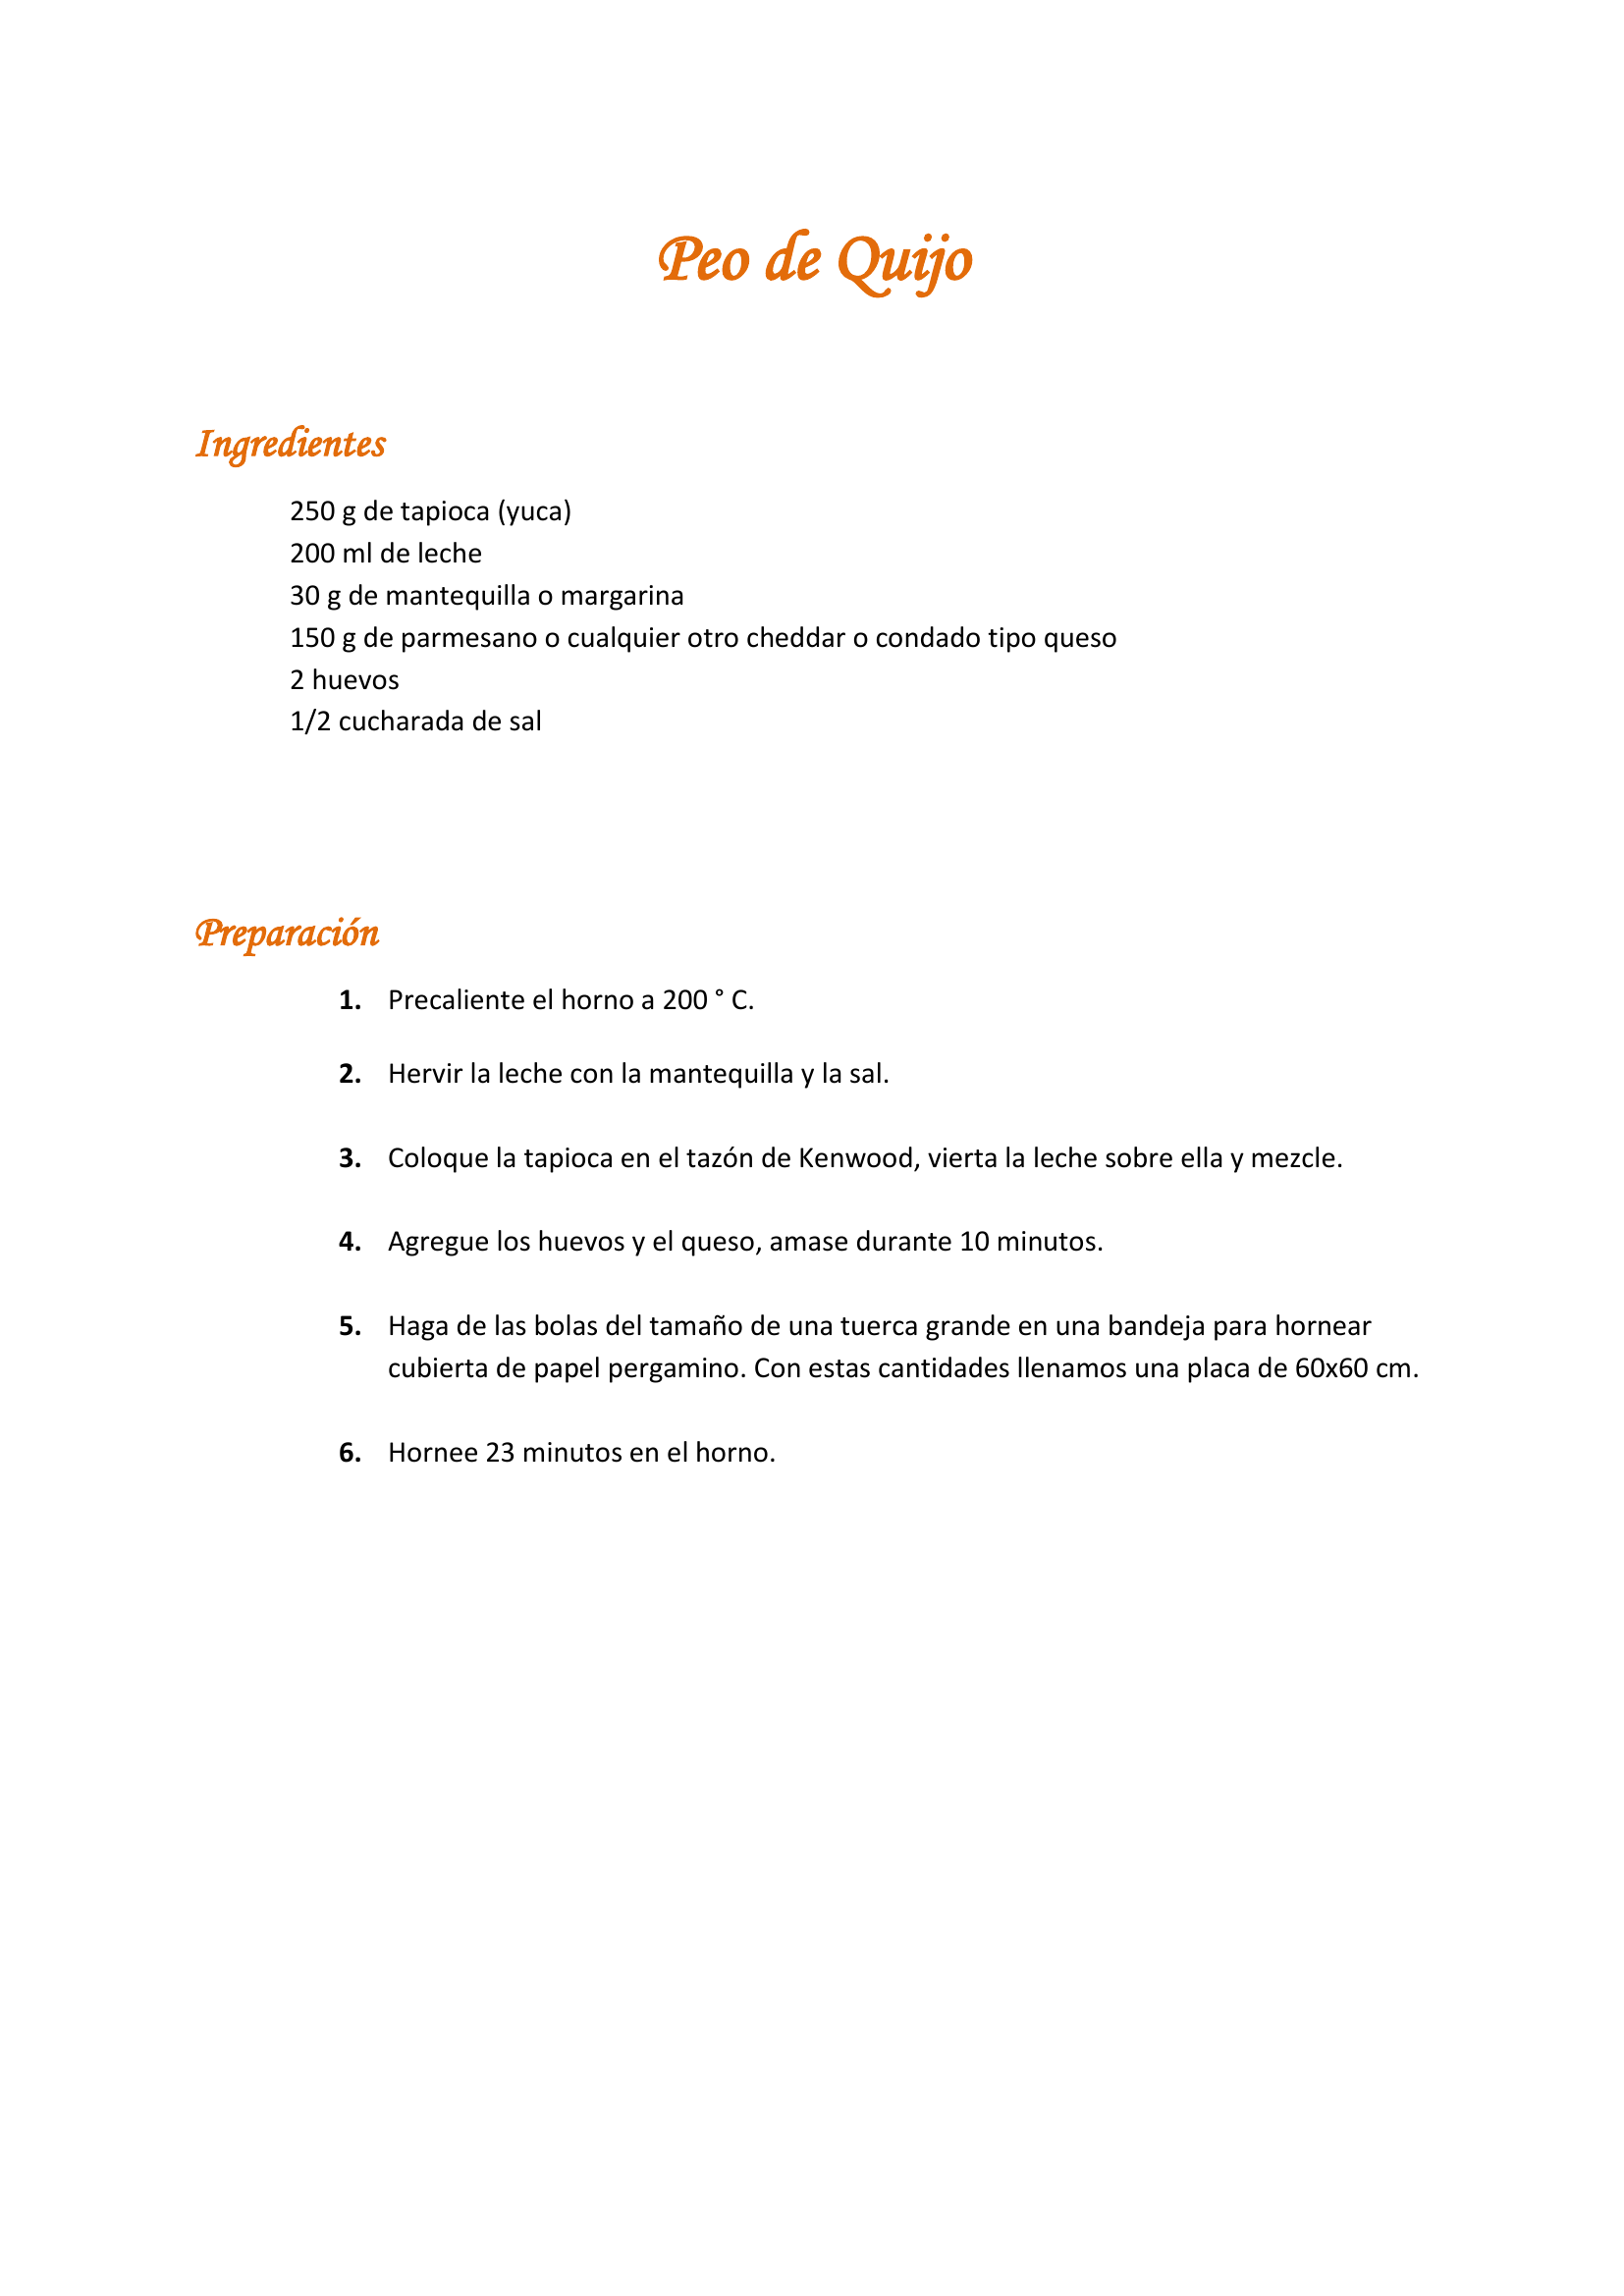 Peo de Quijo
Ingredientes
250 g de tapioca (yuca)
200 ml de leche
30 g de mantequilla o margarina
150 g de parmesano o cualquier otro cheddar o condado tipo queso
2 huevos
1/2 cucharada de sal
Preparación
1. Precaliente el horno a 200 ° C.
2. Hervir la leche con la mantequilla y la sal.
3. Coloque la tapioca en el tazón de Kenwood, vierta la leche sobre ella y mezcle.
4. Agregue los huevos y el queso, amase durante 10 minutos.
5. Haga de las bolas del tamaño de una tuerca grande en una bandeja para hornear
cubierta de papel pergamino. Con estas cantidades llenamos una placa de 60x60 cm.
6. Hornee 23 minutos en el horno.